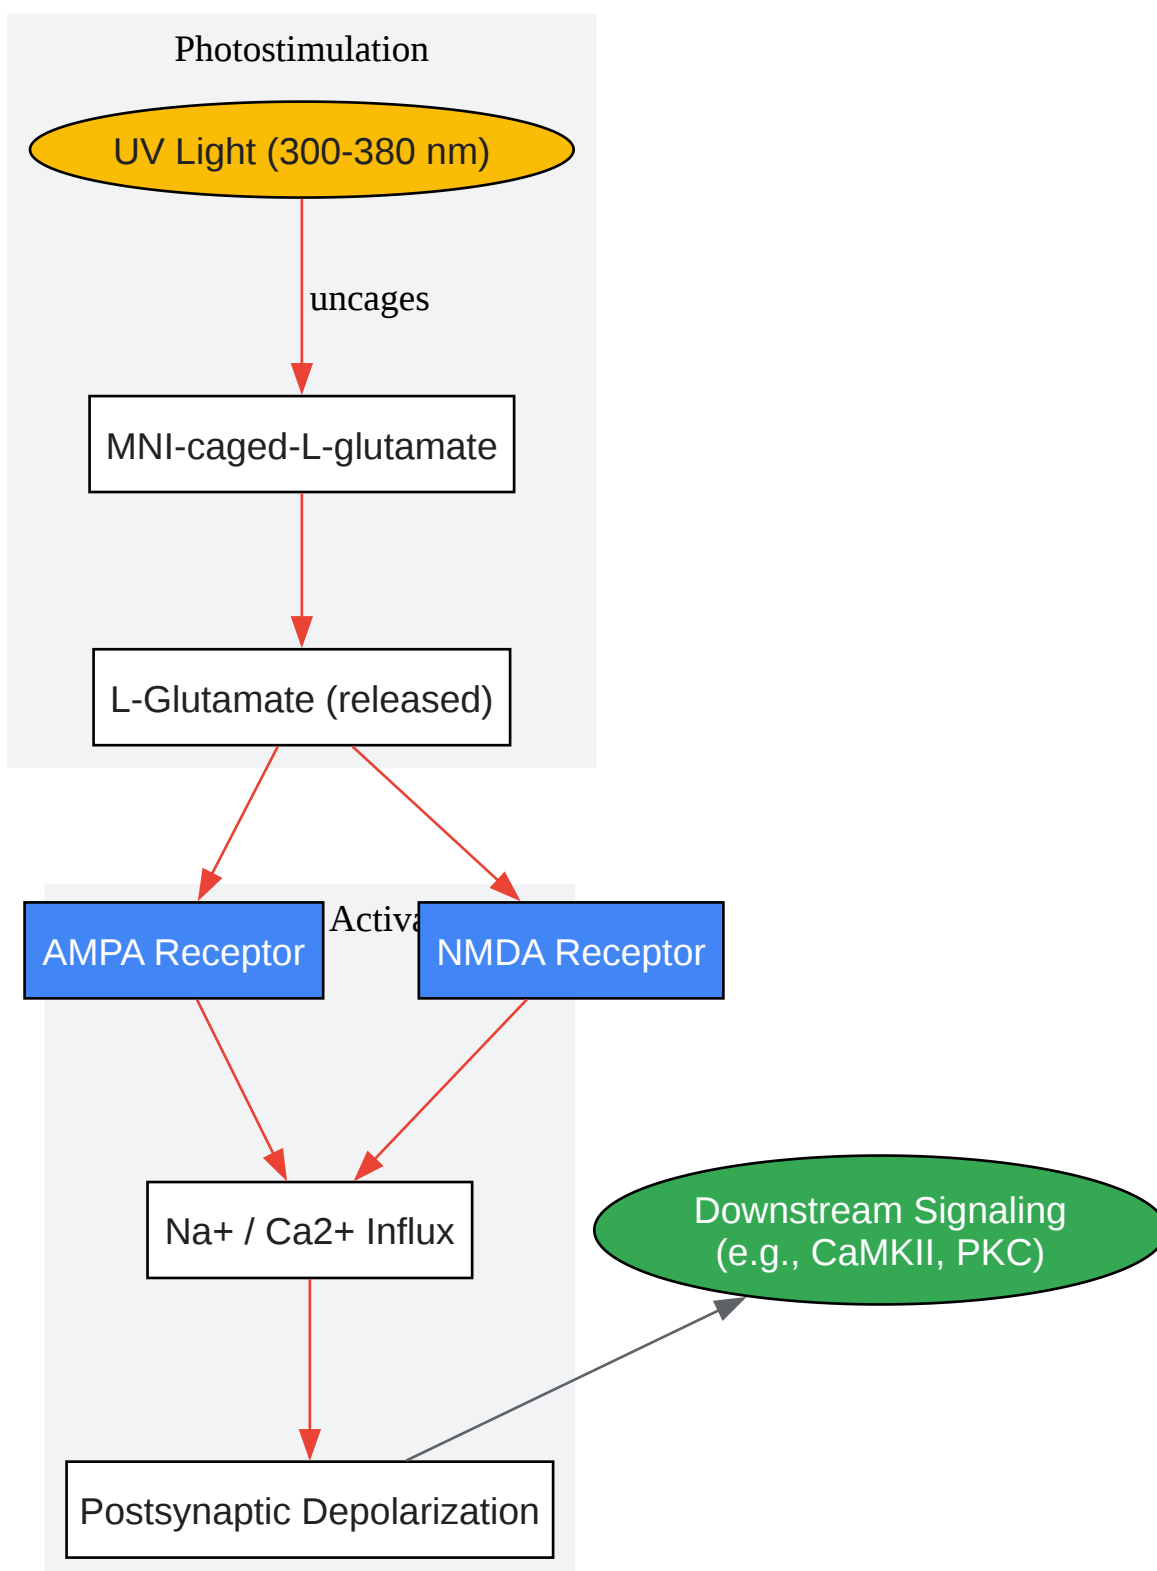 Photostimulation
UV Light (300-380 nm)
uncages
MNI-caged-L-glutamate
L-Glutamate (released)
AMPA Receptor
NMDA Receptor
Na+ / Ca2+ Influx
Downstream Signaling
(e.g., CaMKII, PKC)
Postsynaptic Depolarization